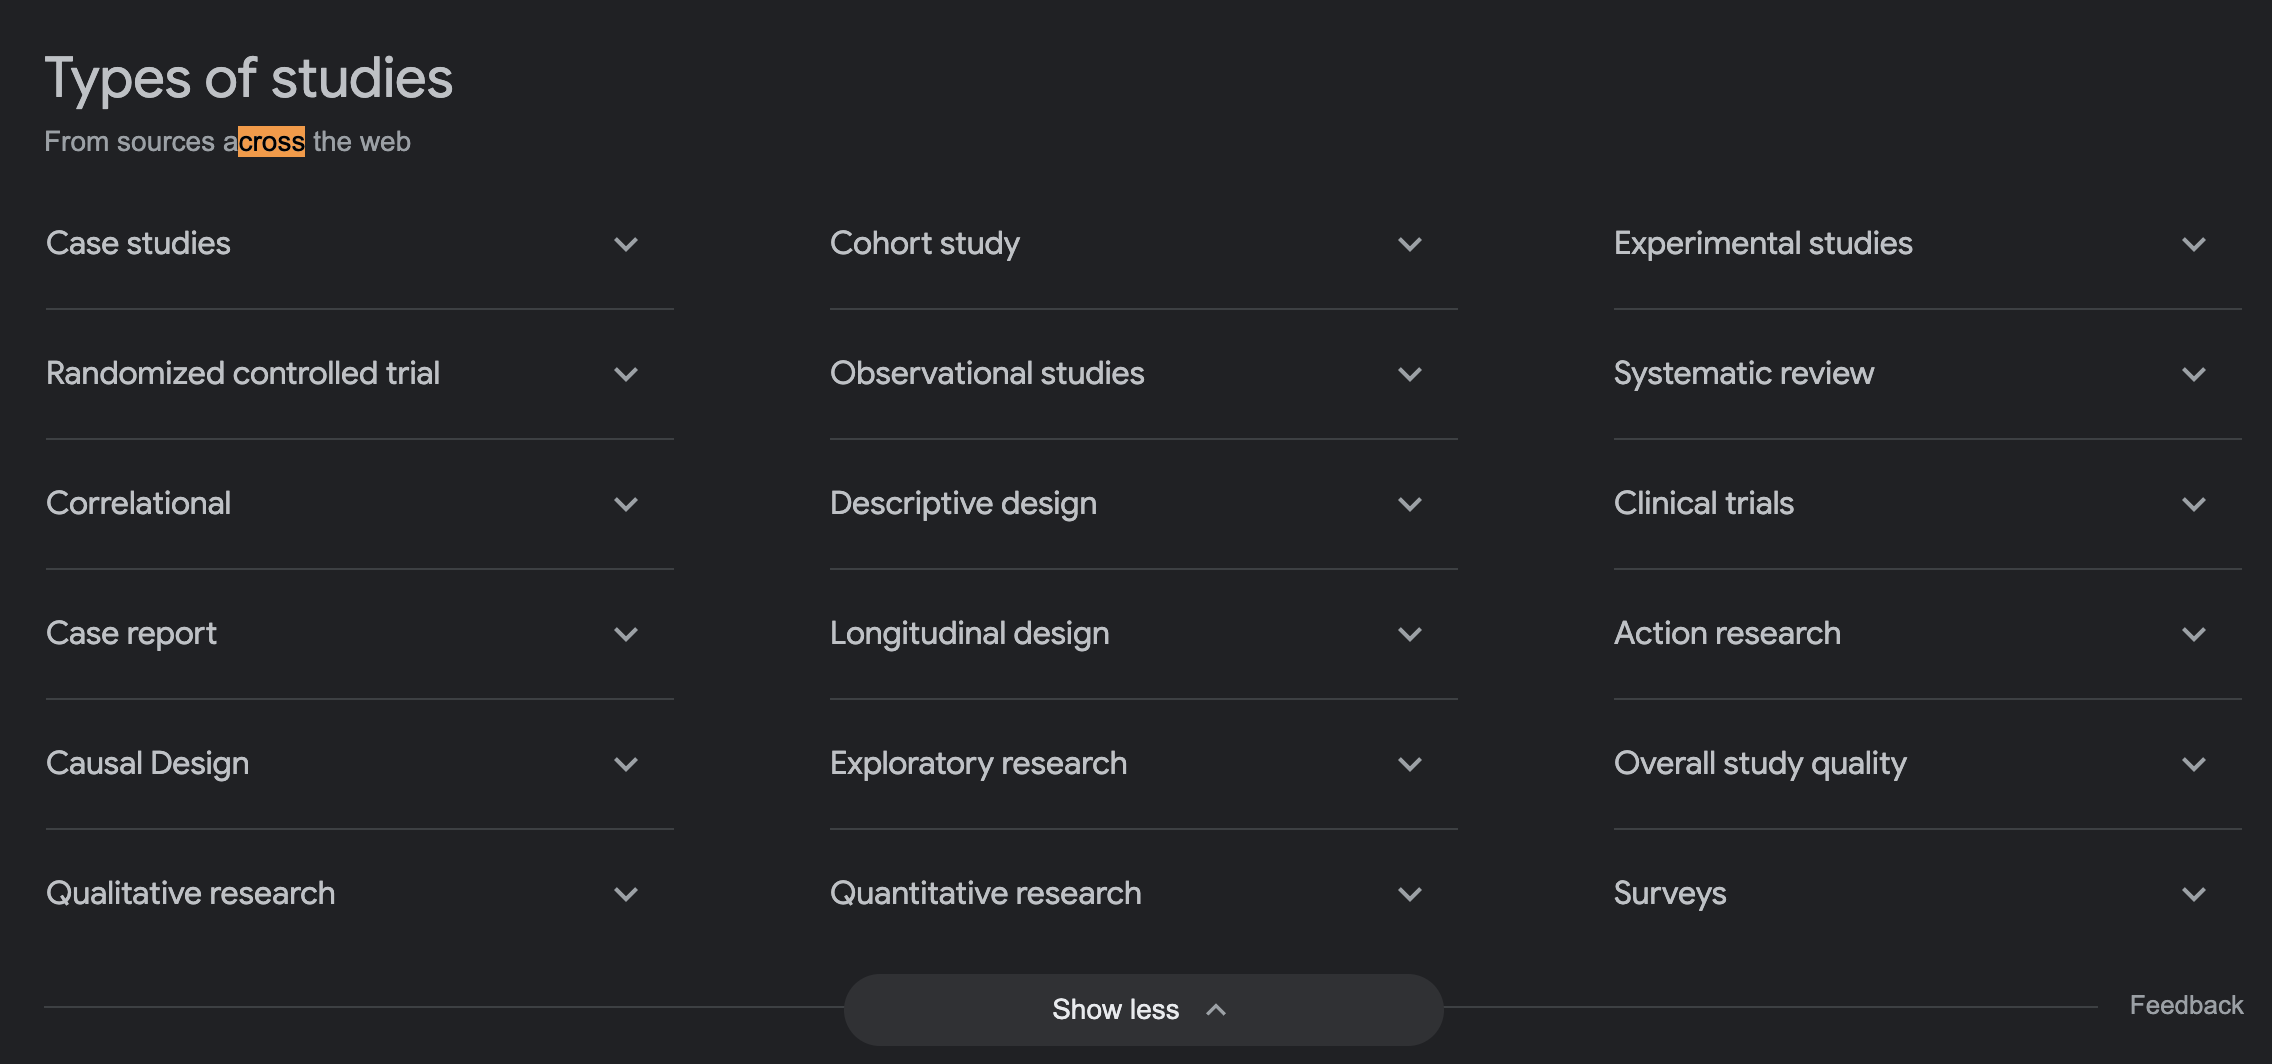 Types of studies
From sources across the web
Case studies
Cohort study
Experimental studies
Randomized controlled trial
Observational studies
Systematic review
Correlational
Descriptive design
Clinical trials
Case report
Longitudinal design
Action research
Causal Design
Exploratory research
Overall study quality
Qualitative research
Quantitative research
Surveys
Show less
Feedback